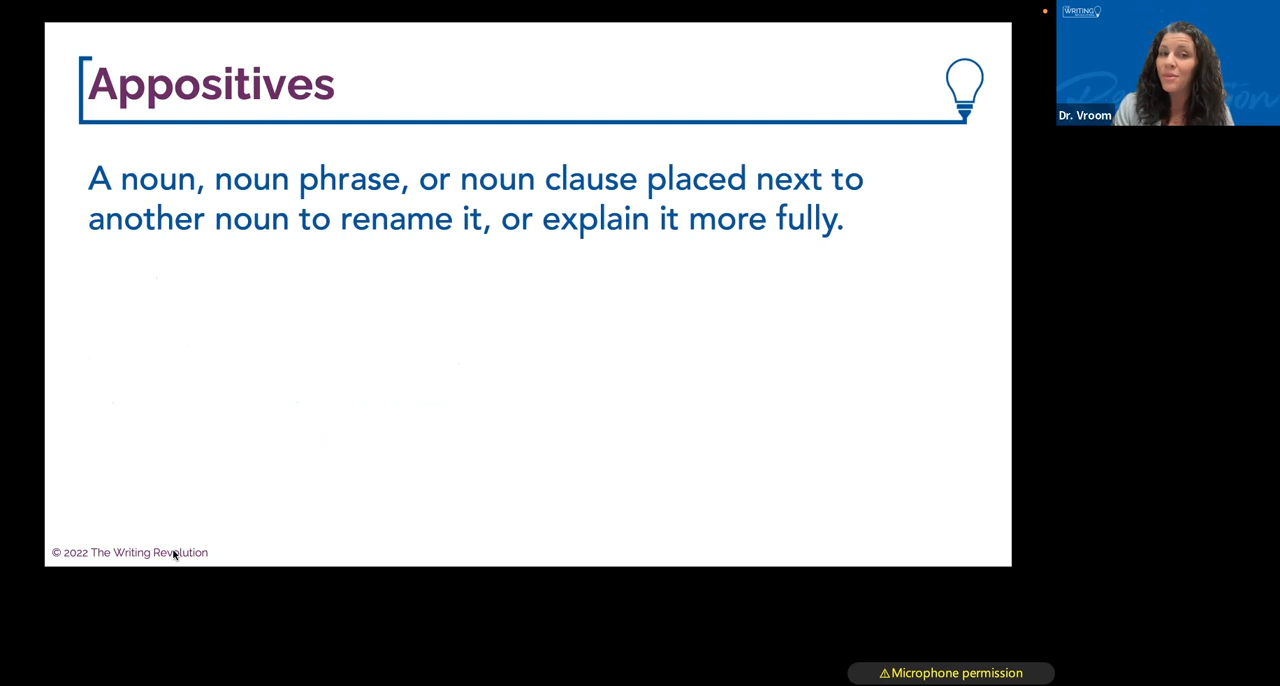 Appositives
A noun, noun phrase, or noun clause placed next to
another noun to rename it, or explain it more fully.
© 2022 The Writing Revolution
WRITING
Dr. Vroom
⚠Microphone permission